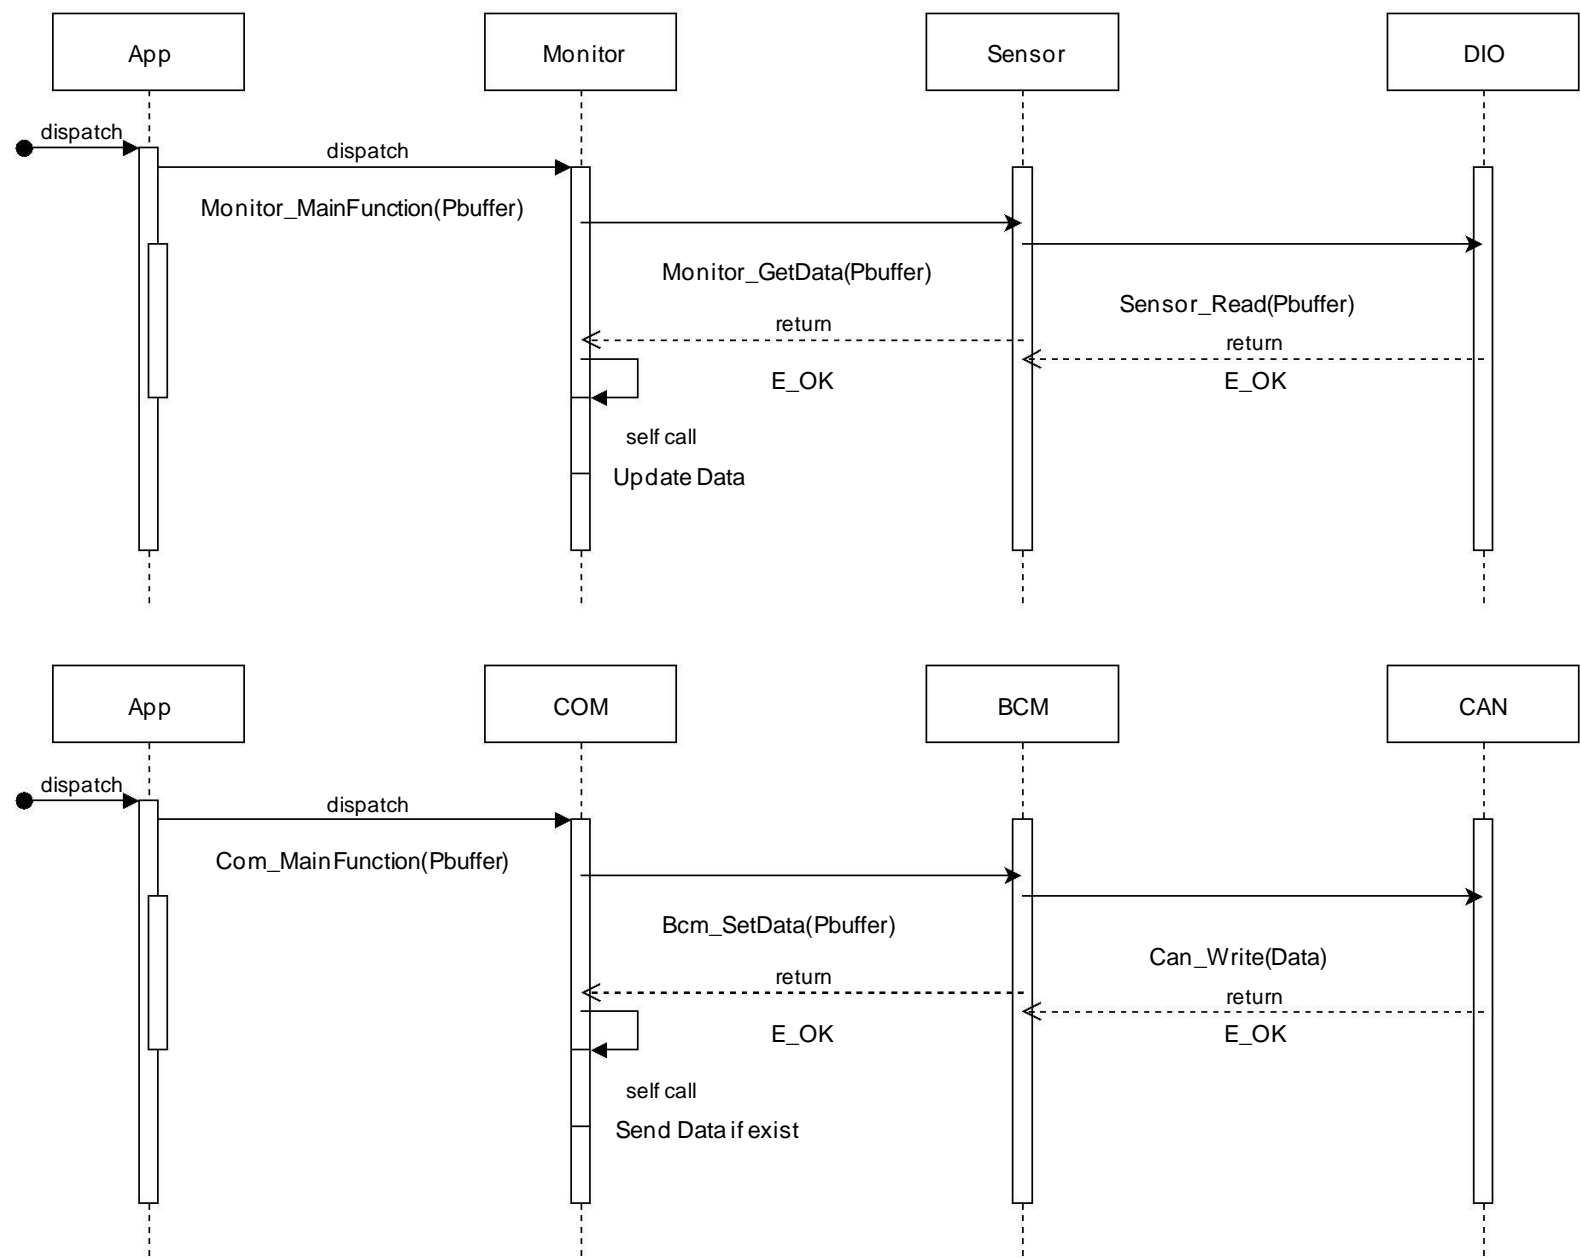 App
Monitor
Sensor
DIO
dispatch
dispatch
Monitor_MainFunction(Pbuffer)
Monitor_GetData(Pbuffer)
Sensor_Read(Pbuffer)
return
return
E_OK
E_OK
self call
Update Data
App
COM
BCM
CAN
dispatch
dispatch
Com_MainFunction(Pbuffer)
Bcm_SetData(Pbuffer)
Can_Write(Data)
return
return
E_OK
E_OK
self call
Send Data if exist